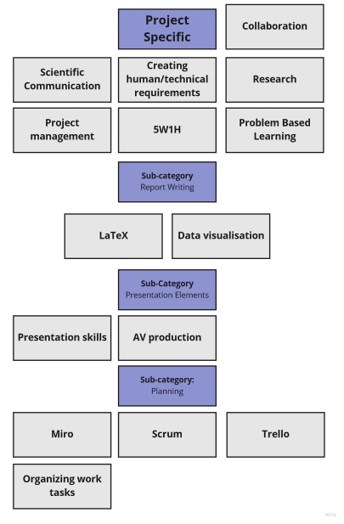 Project
Specific
Collaboration
Scientific
Communication
Creating
human/technical
requirements
Research
Project
management
5W1H
Problem Based
Learning
Sub-category
Report Writing
LaTeX
Data visualisation
Sub-Category
Presentation Elements
Presentation skills
AV production
Sub-category:
Planning
Miro
Scrum
Trello
Organizing work
tasks